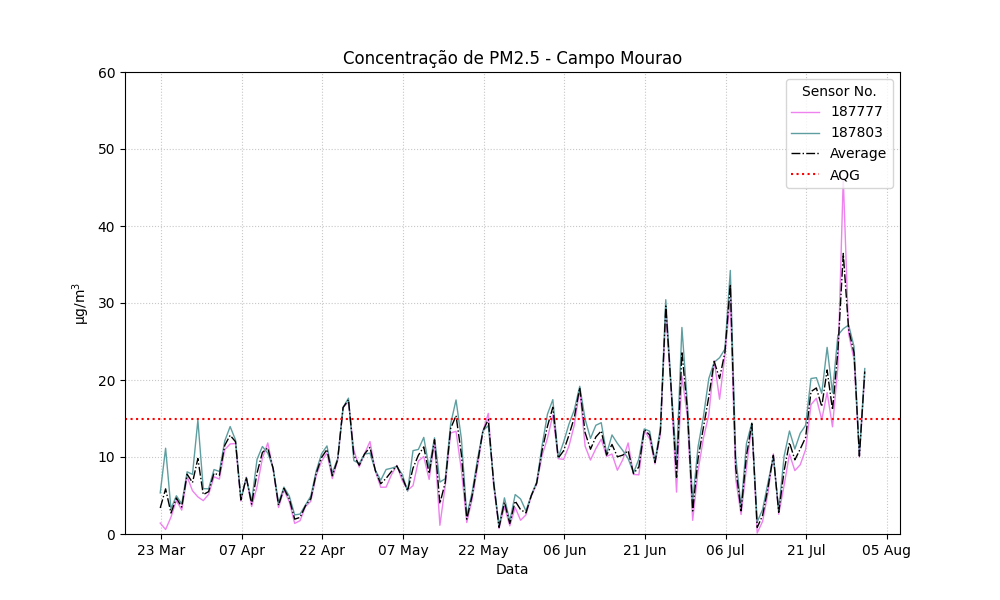 Concentração de PM2.5 - Campo Mourao
60
50
40
30
20
10
0
µg/m³
Sensor No.
187777
187803
Average
AQG
23 Mar
07 Apr
22 Apr
07 May
22 May
06 Jun
21 Jun
06 Jul
21 Jul
05 Aug
Data